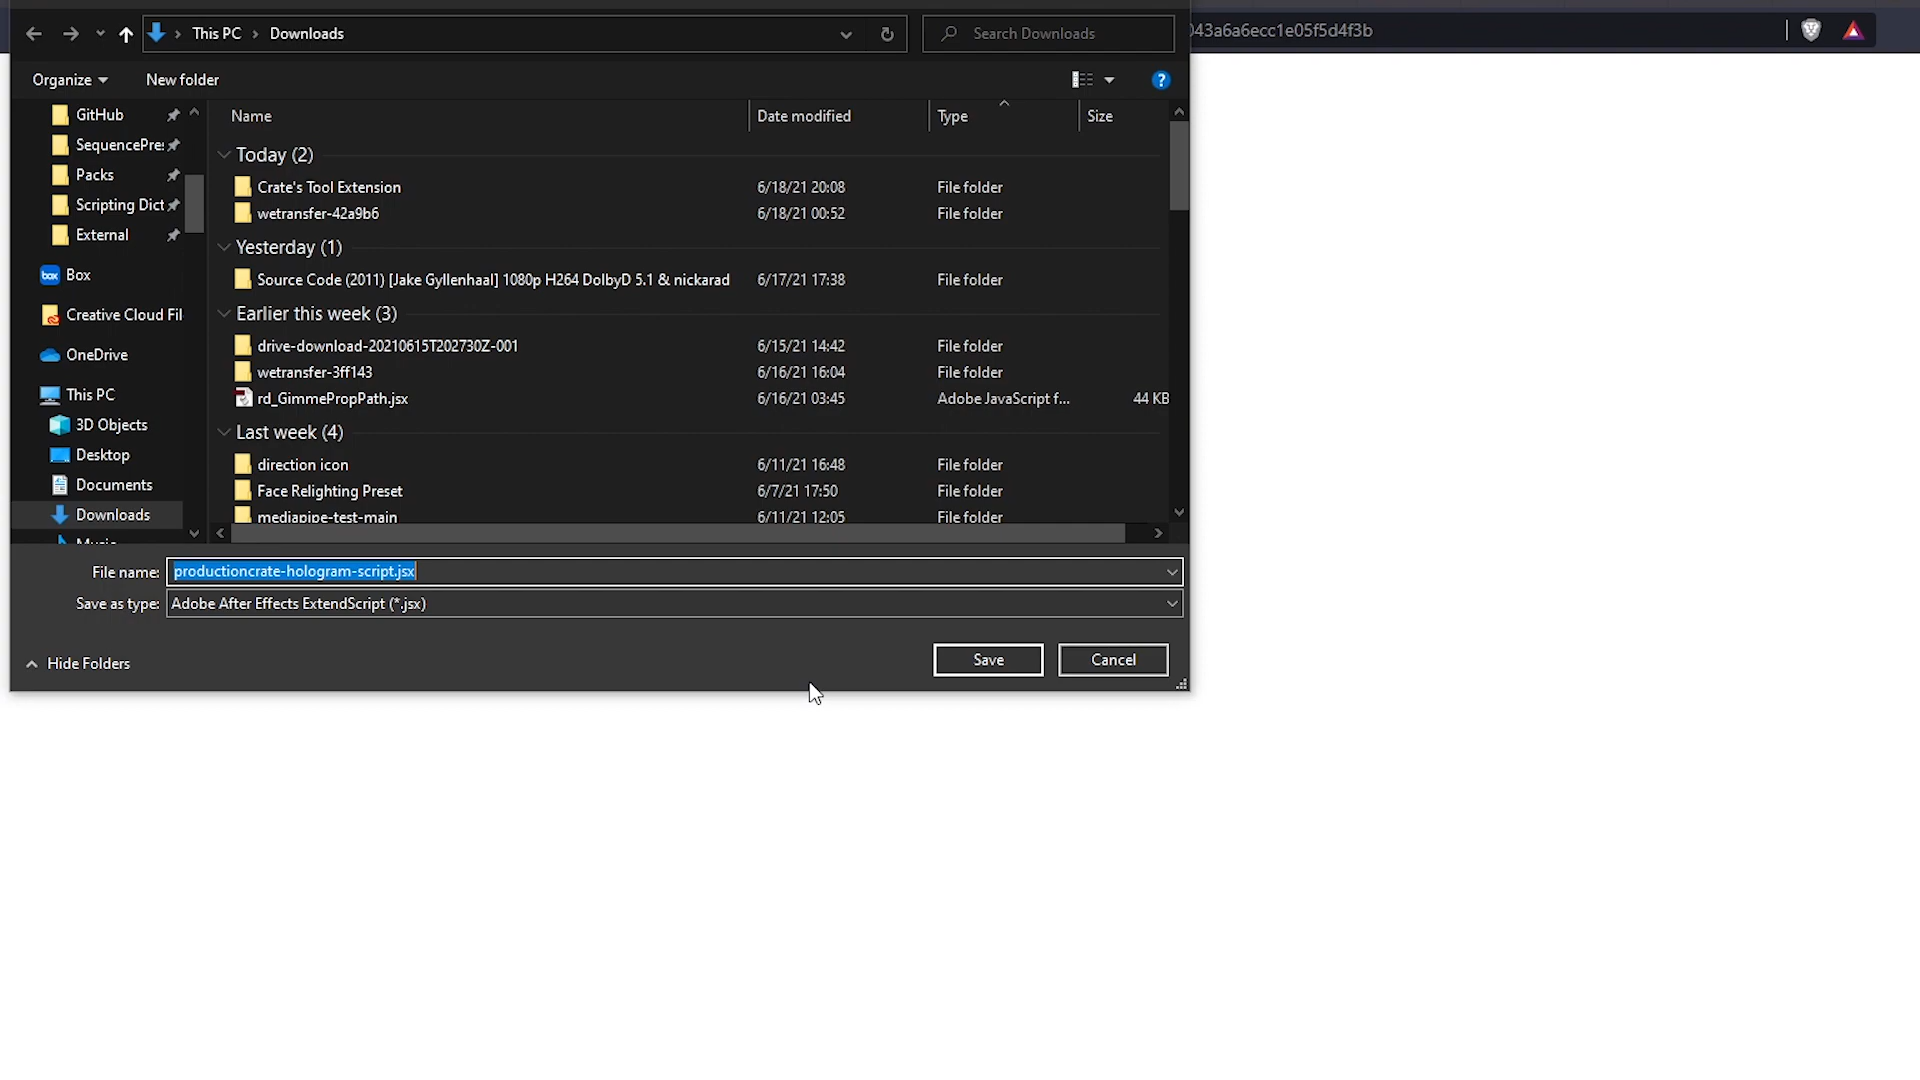 This PC > Downloads
Search Downloads
043a6a6ecc1e05f5d4f3b
Organize
New folder
?
GitHub
SequencePre
Packs
Scripting Dict
External
box Box
Creative Cloud Fil
OneDrive
This PC
3D Objects
Desktop
Documents
Downloads
Music
Name Date modified Type Size
Today (2)
Crate's Tool Extension 6/18/21 20:08 File folder
wetransfer-42a9b6 6/18/21 00:52 File folder
Yesterday (1)
Source Code (2011) [Jake Gyllenhaal] 1080p H264 DolbyD 5.1 & nickarad 6/17/21 17:38 File folder
Earlier this week (3)
drive-download-20210615T202730Z-001 6/15/21 14:42 File folder
wetransfer-3ff143 6/16/21 16:04 File folder
rd_GimmePropPath.jsx 6/16/21 03:45 Adobe JavaScript f... 44 KB
Last week (4)
direction icon 6/11/21 16:48 File folder
Face Relighting Preset 6/7/21 17:50 File folder
mediapipe-test-main 6/11/21 12:05 File folder
File name: productioncrate-hologram-script.jsx
Save as type: Adobe After Effects ExtendScript (*.jsx)
Hide Folders
Save
Cancel